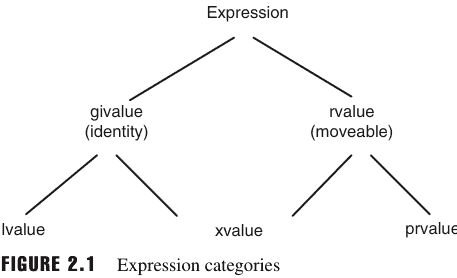 Expression
givalue
(identity)
rvalue
(moveable)
lvalue
xvalue
prvalue
FIGURE 2.1 Expression categories